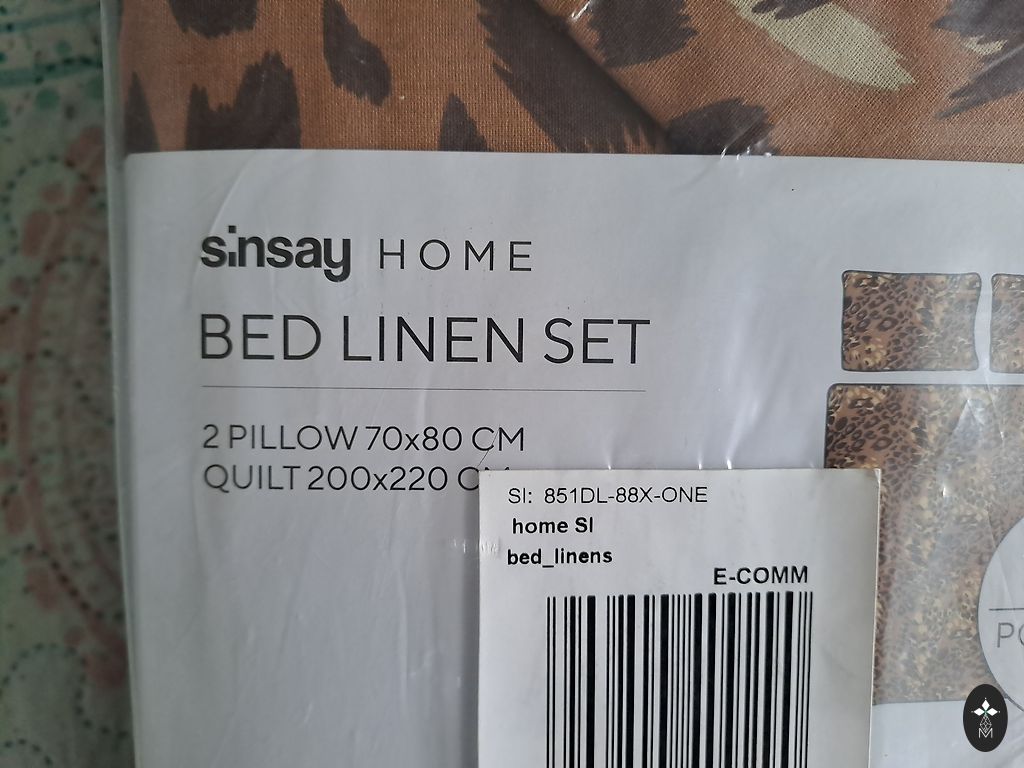 sinsay HOME
BED LINEN SET
2 PILLOW 70x80 CM
QUILT 200x220 CM
SI: 851DL-88X-ONE
home SI
bed_linens
E-COMM
M